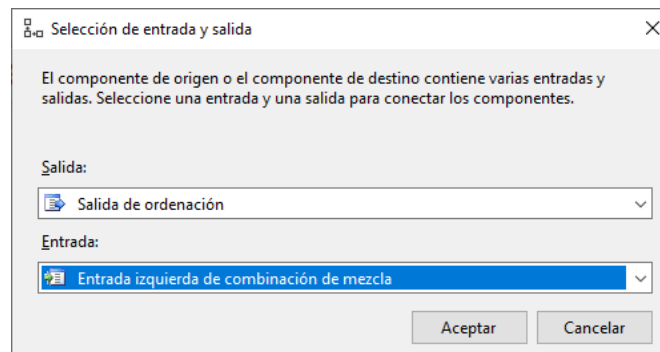 Selección de entrada y salida
El componente de origen o el componente de destino contiene varias entradas y
salidas. Seleccione una entrada y una salida para conectar los componentes.
Salida:
Salida de ordenación
Entrada:
Entrada izquierda de combinación de mezcla
Aceptar
Cancelar